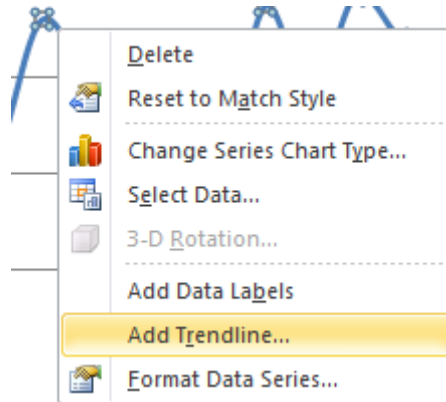 Delete
Reset to Match Style
Change Series Chart Type...
Select Data...
3-D Rotation...
Add Data Labels
Add Trendline...
Format Data Series...